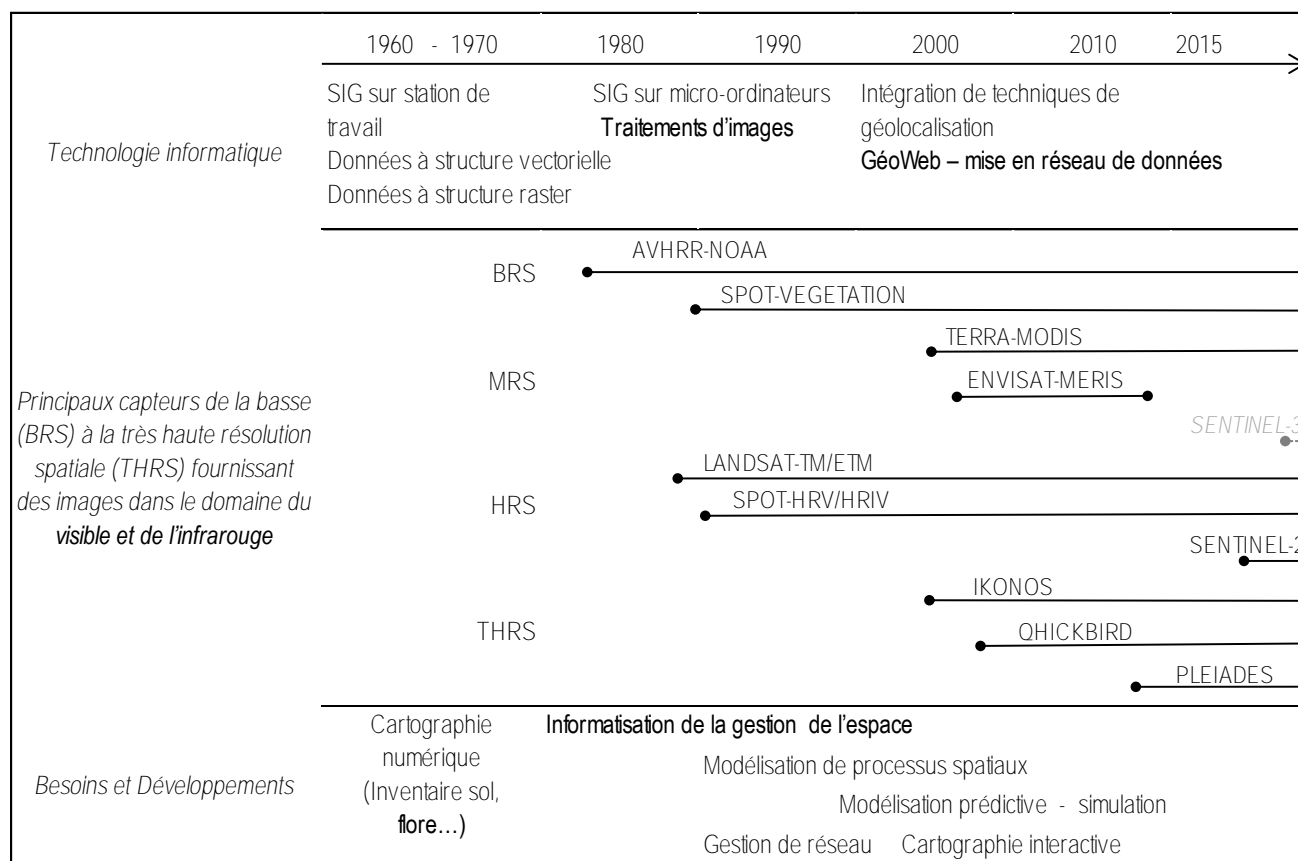 1960 - 1970 1980 1990 2000 2010 2015
Technologie informatique
SIG sur station de
travail
Données à structure vectorielle
Données à structure raster
SIG sur micro-ordinateurs
Traitements d'images
Intégration de techniques de
géolocalisation
GéoWeb – mise en réseau de données
Principaux capteurs de la basse
(BRS) à la très haute résolution
spatiale (THRS) fournissant
des images dans le domaine du
visible et de l'infrarouge
BRS
AVHRR-NOAA
SPOT-VEGETATION
MRS
TERRA-MODIS
ENVISAT-MERIS
SENTINEL-3
HRS
LANDSAT-TM/ETM
SPOT-HRV/HRIV
SENTINEL-2
THRS
IKONOS
QHICKBIRD
PLEIADES
Besoins et Développements
Cartographie
numérique
(Inventaire sol,
flore…)
Informatisation de la gestion de l'espace
Modélisation de processus spatiaux
Modélisation prédictive - simulation
Gestion de réseau Cartographie interactive